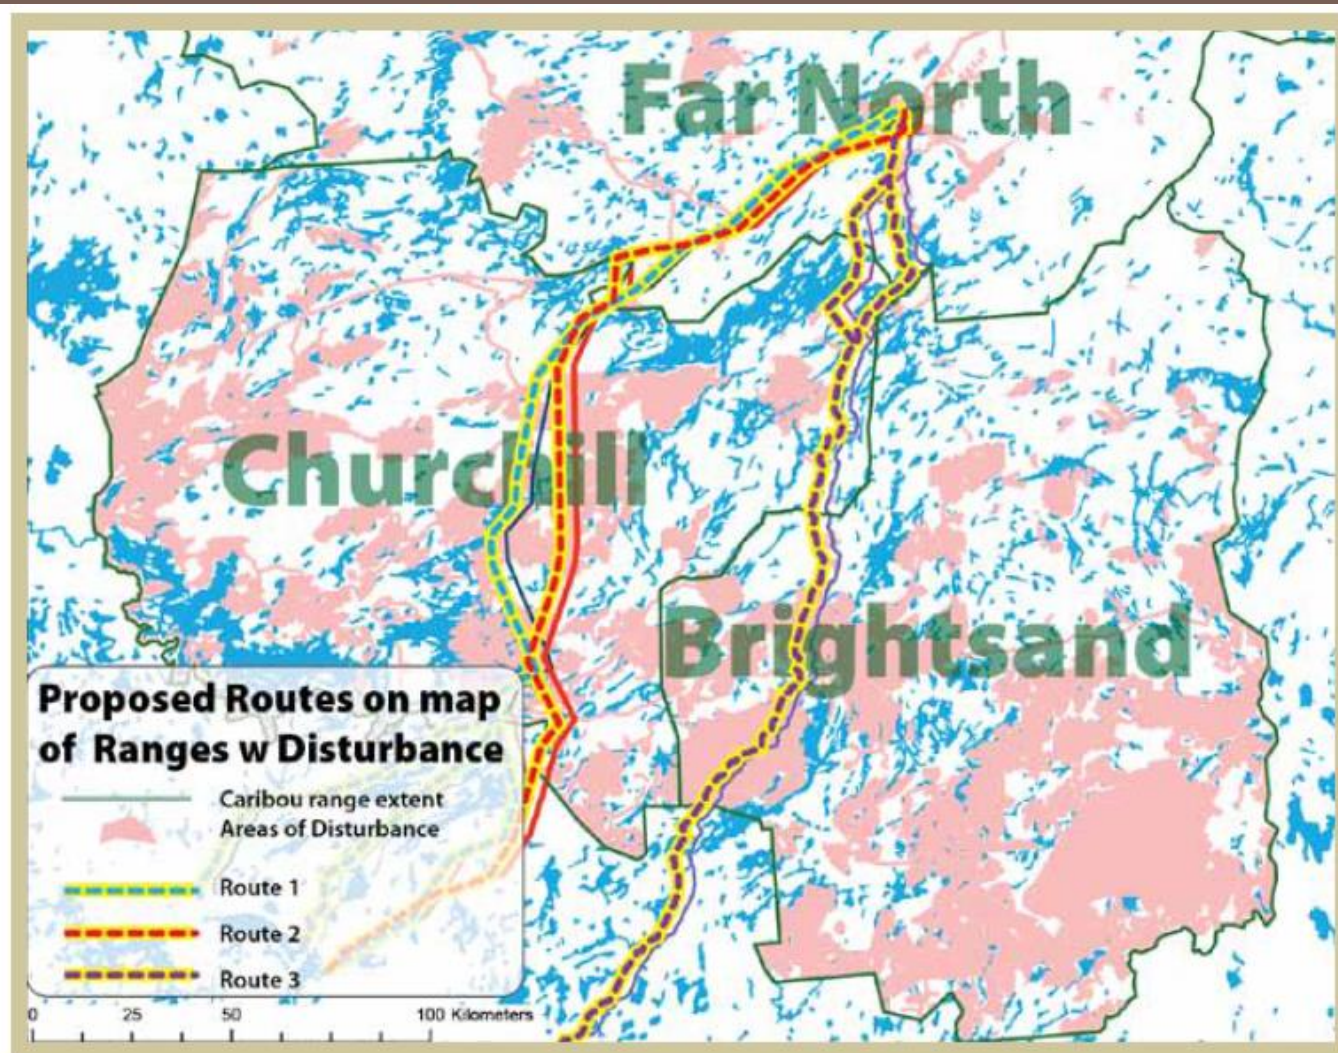 Far North
Churchill
Brightsand
Proposed Routes on map
of Ranges w Disturbance
Caribou range extent
Areas of Disturbance
Route 1
Route 2
Route 3
0 25 50 100 Kilometers